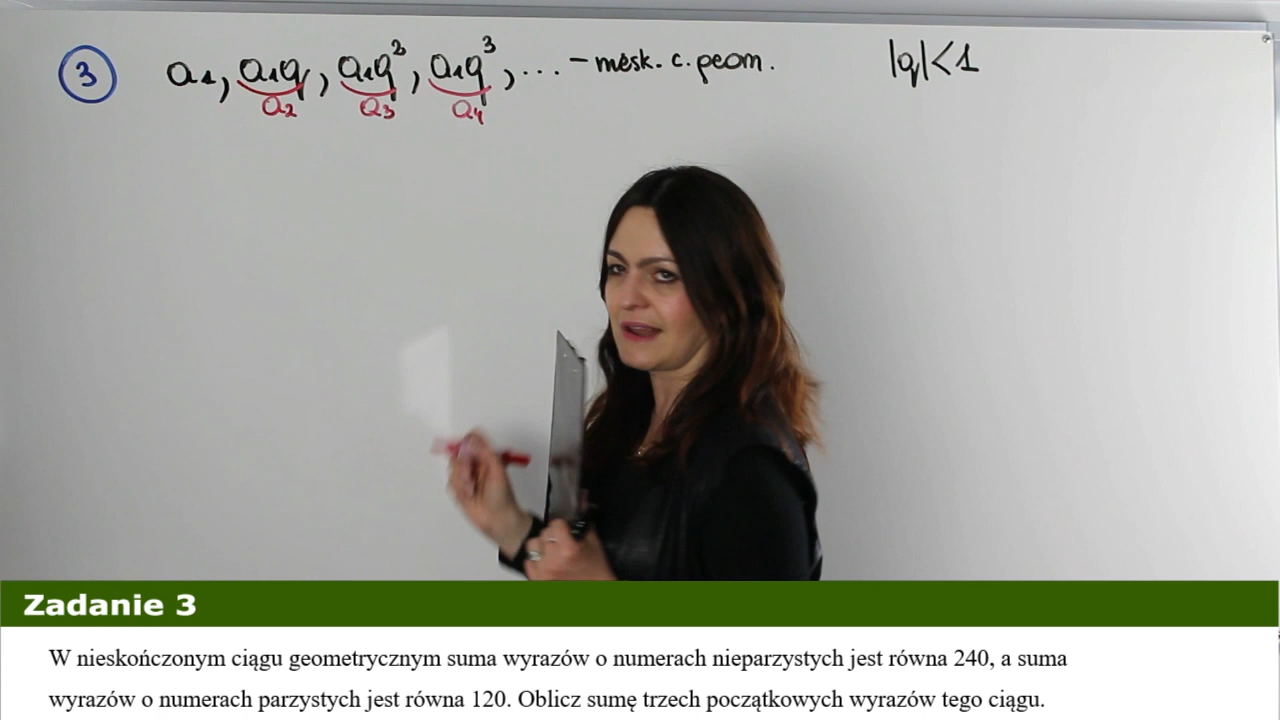 3 a₁, a₁q, a₁q², a₁q³, ... – niesk. c. geom. |q|<1
a₂ a₃ a₄
Zadanie 3
W nieskończonym ciągu geometrycznym suma wyrazów o numerach nieparzystych jest równa 240, a suma
wyrazów o numerach parzystych jest równa 120. Oblicz sumę trzech początkowych wyrazów tego ciągu.